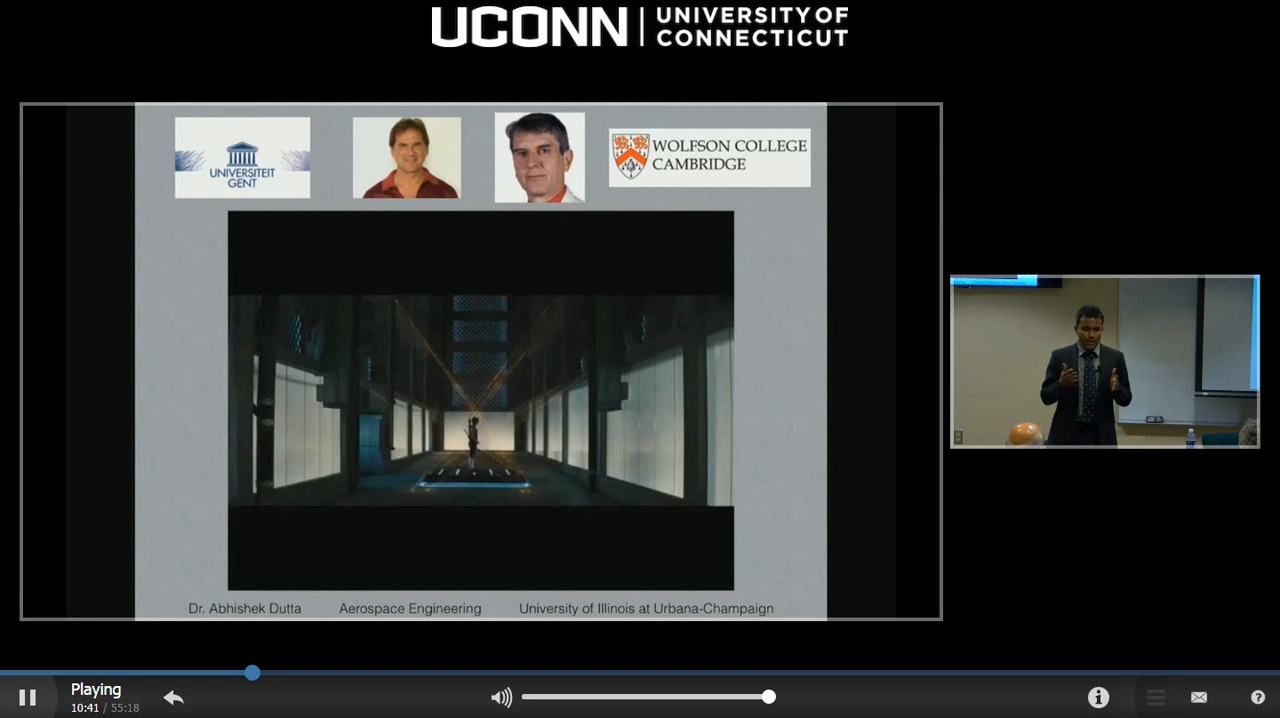 UCONN
UNIVERSITY OF
CONNECTICUT
UNIVERSITEIT
GENT
WOLFSON COLLEGE
CAMBRIDGE
Dr. Abhishek Dutta Aerospace Engineering University of Illinois at Urbana-Champaign
Playing
10:41 / 55:18